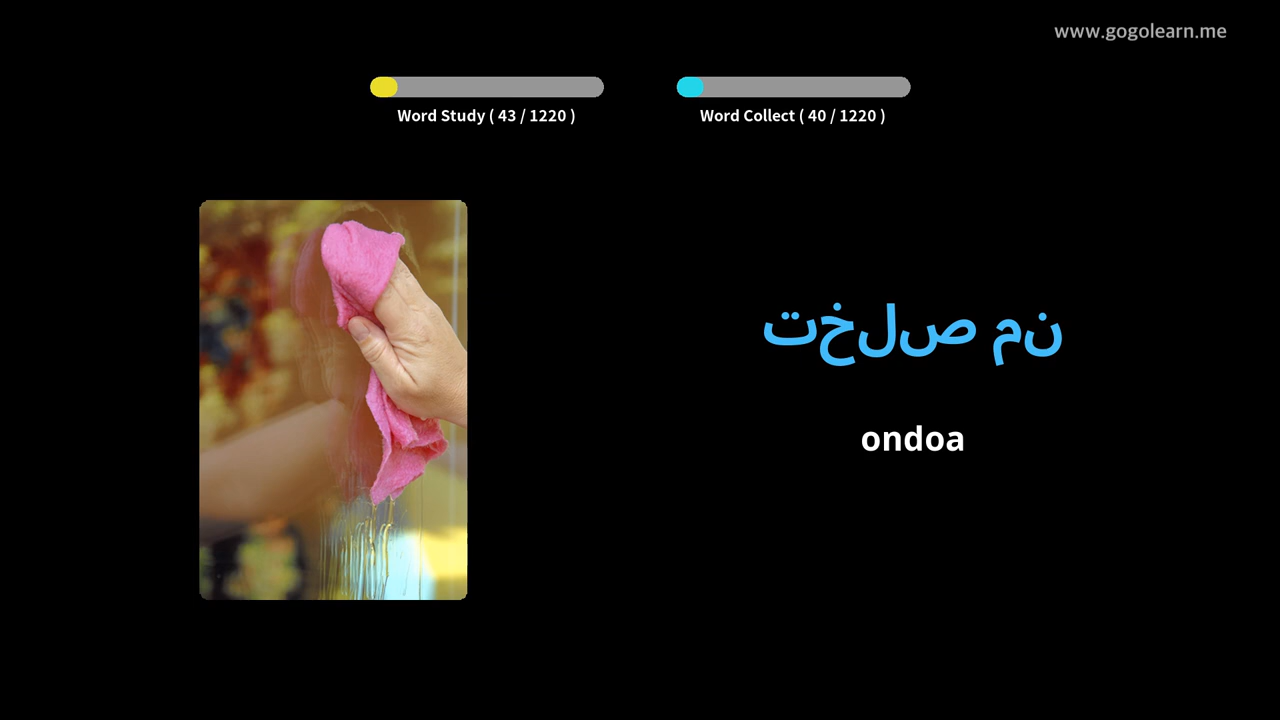 www.gogolearn.me
Word Study ( 43 / 1220 )
Word Collect ( 40 / 1220 )
تخلص من
ondoa